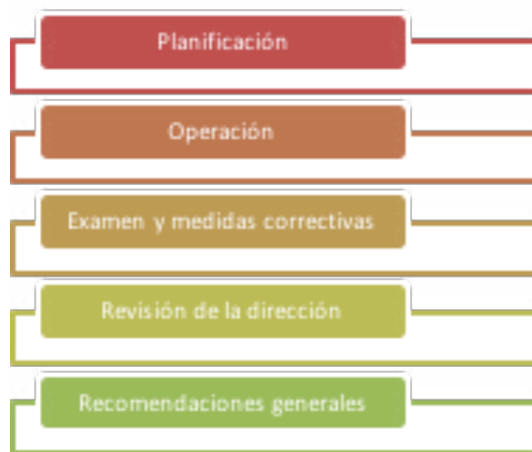 Planificación
Operación
Examen y medidas correctivas
Revisión de la dirección
Recomendaciones generales